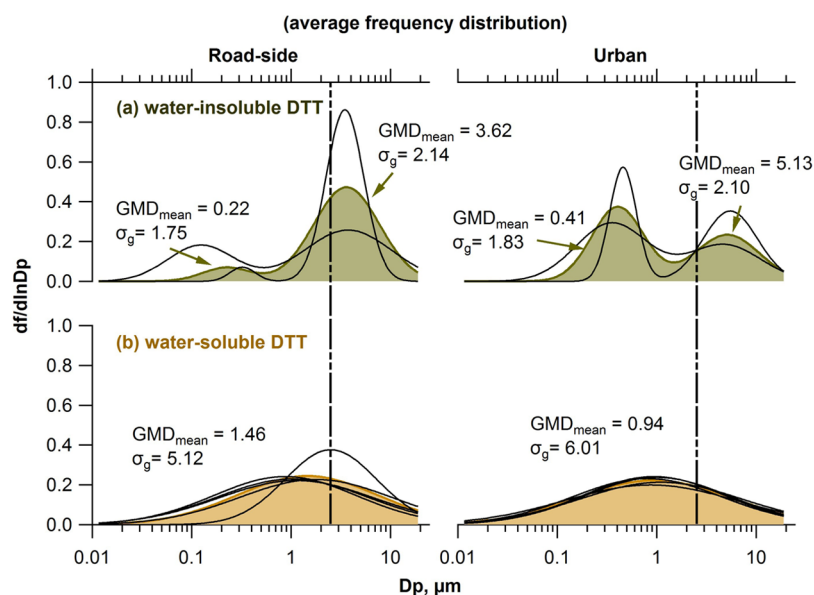 (average frequency distribution)
Road-side
Urban
1.0
0.8
0.6
0.4
0.2
0.0
(a) water-insoluble DTT
GMDmean = 3.62
σg= 2.14
GMDmean = 0.22
σg= 1.75
GMDmean = 5.13
σg= 2.10
GMDmean = 0.41
σg= 1.83
df/dlnDp
1.0
0.8
0.6
0.4
0.2
0.0
(b) water-soluble DTT
GMDmean = 1.46
σg= 5.12
GMDmean = 0.94
σg= 6.01
0.01
0.1
1
10
0.01
0.1
1
10
Dp, µm